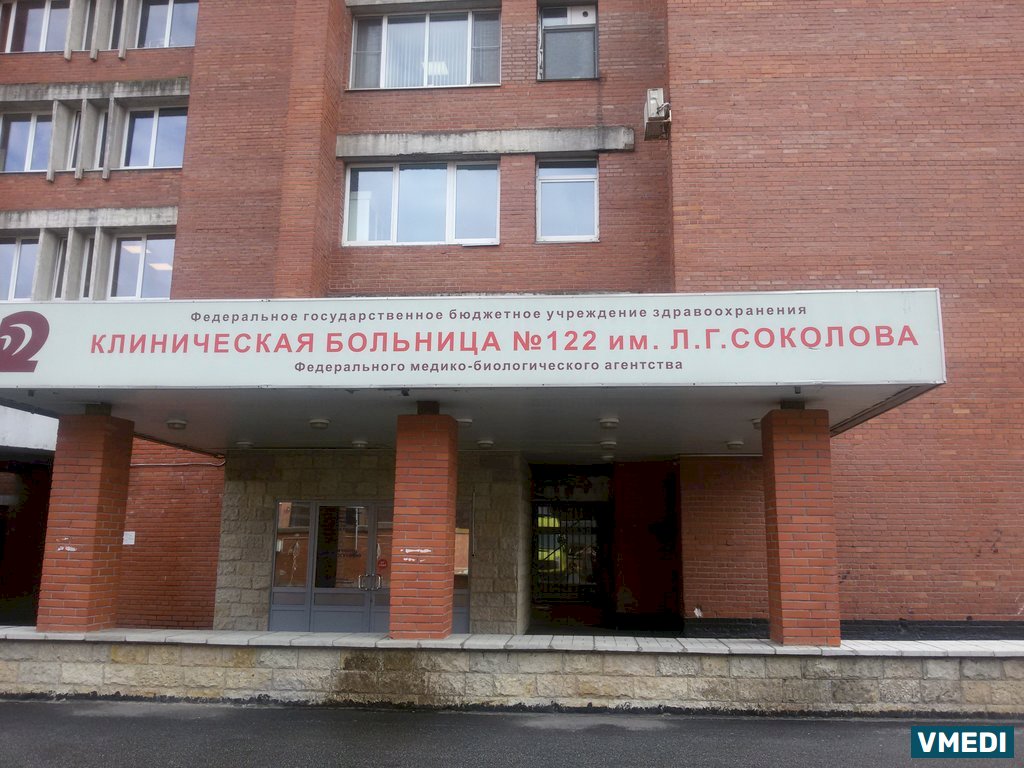 Федеральное государственное бюджетное учреждение здравоохранения
КЛИНИЧЕСКАЯ БОЛЬНИЦА №122 им. Л.Г.СОКОЛОВА
Федерального медико-биологического агентства
VMEDI